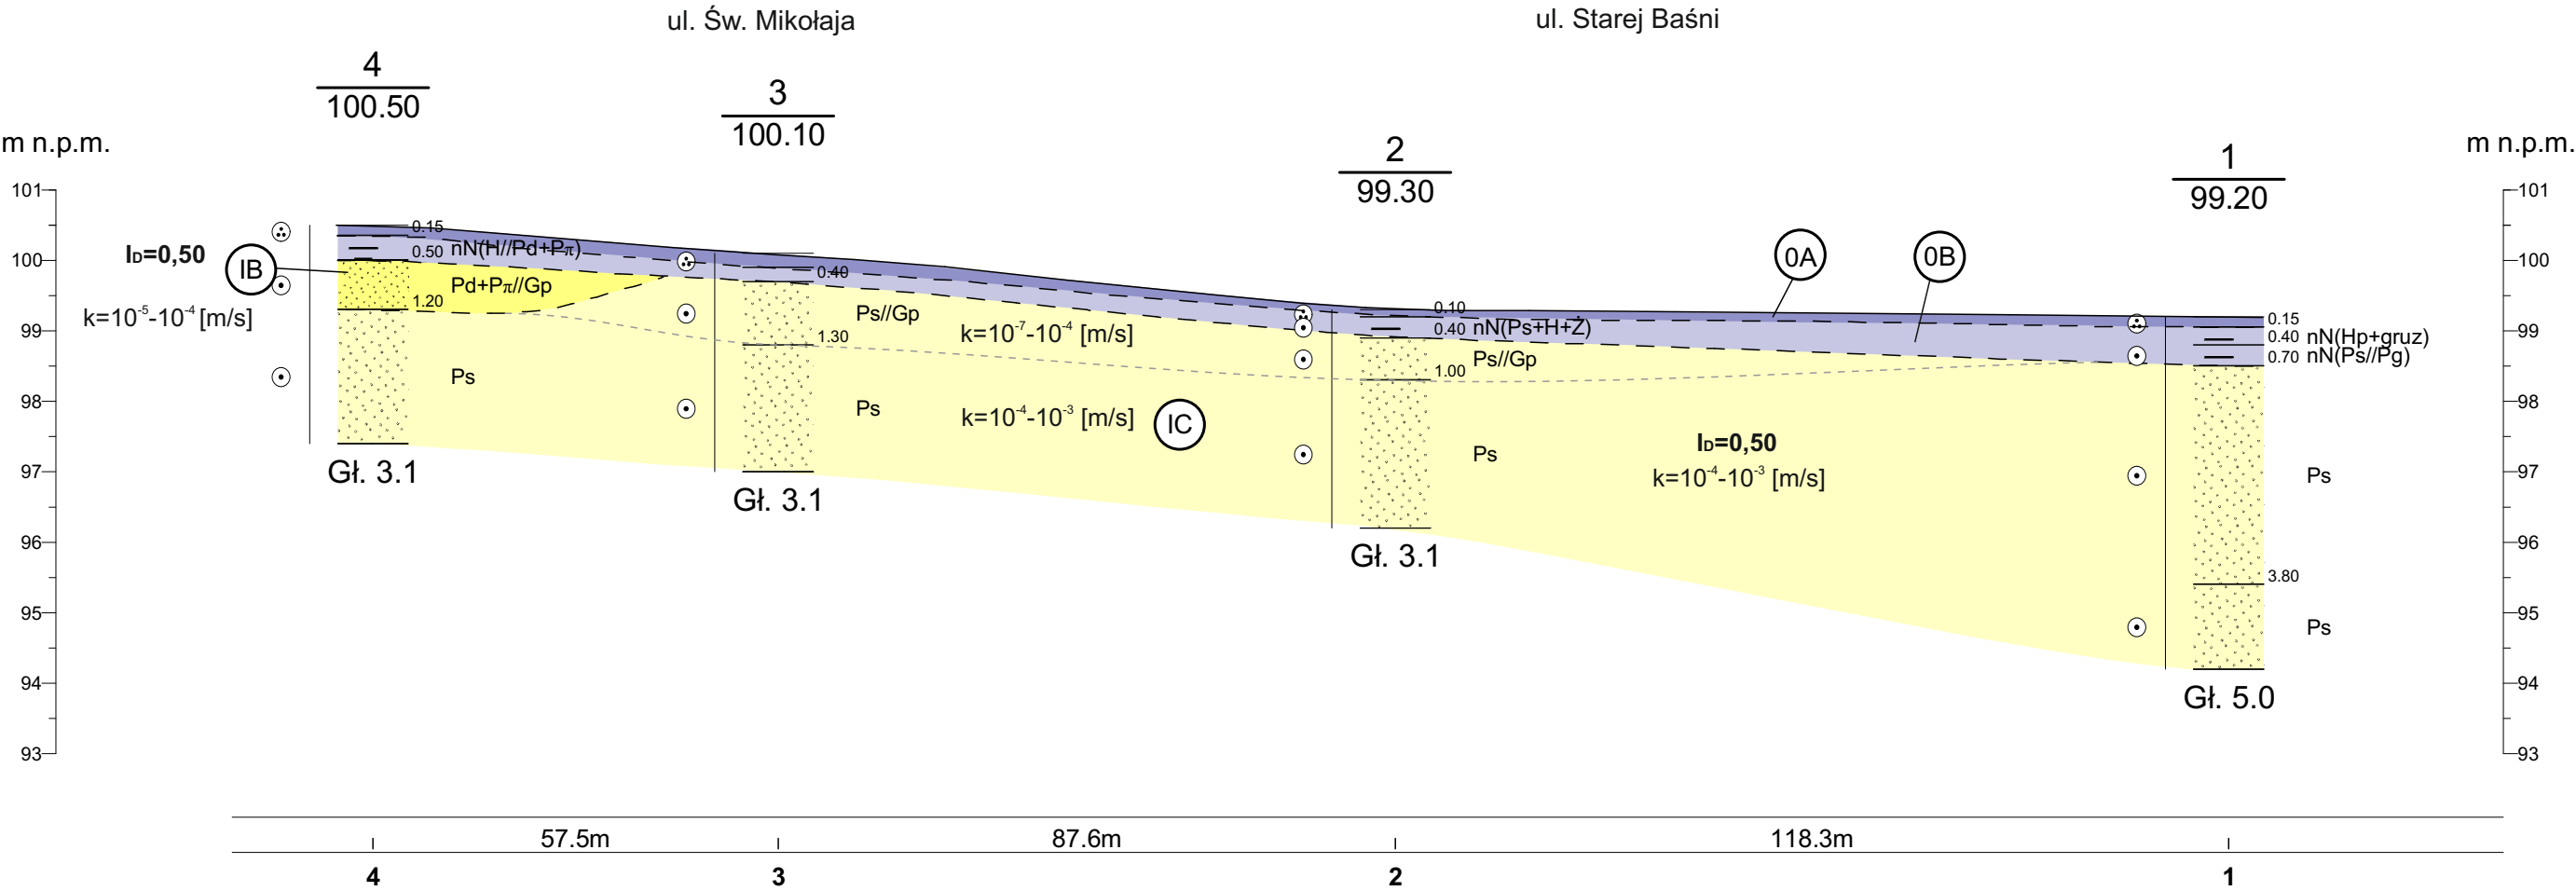 ul. Św. Mikołaja
ul. Starej Baśni
4
100.50
3
100.10
2
99.30
1
99.20
m n.p.m.
m n.p.m.
101
100
99
98
97
96
95
94
93
101
100
99
98
97
96
95
94
93
I_D=0,50
IB
k=10⁻⁵-10⁻⁴ [m/s]
0.15
0.50 nN(H//Pd+Pπ)
Pd+Pπ//Gp
1.20
Ps
Gł. 3.1
0.40
Ps//Gp
1.30
Ps
Gł. 3.1
k=10⁻⁷-10⁻⁴ [m/s]
k=10⁻⁴-10⁻³ [m/s]
IC
0.10
0.40 nN(Ps+H+Ż)
Ps//Gp
1.00
Ps
Gł. 3.1
0A
0B
I_D=0,50
k=10⁻⁴-10⁻³ [m/s]
0.15
0.40 nN(Hp+gruz)
0.70 nN(Ps//Pg)
Ps
3.80
Ps
Gł. 5.0
57.5m
87.6m
118.3m
4
3
2
1